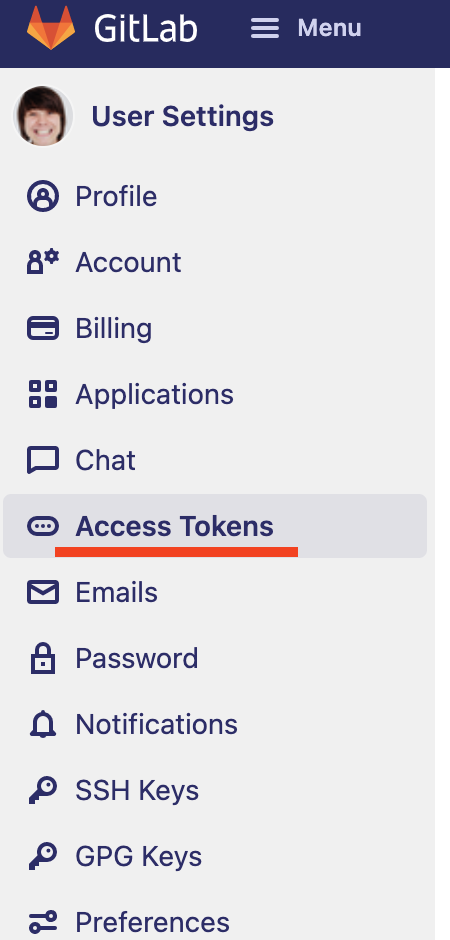 GitLab
Menu
User Settings
Profile
Account
Billing
Applications
Chat
Access Tokens
Emails
Password
Notifications
SSH Keys
GPG Keys
Preferences